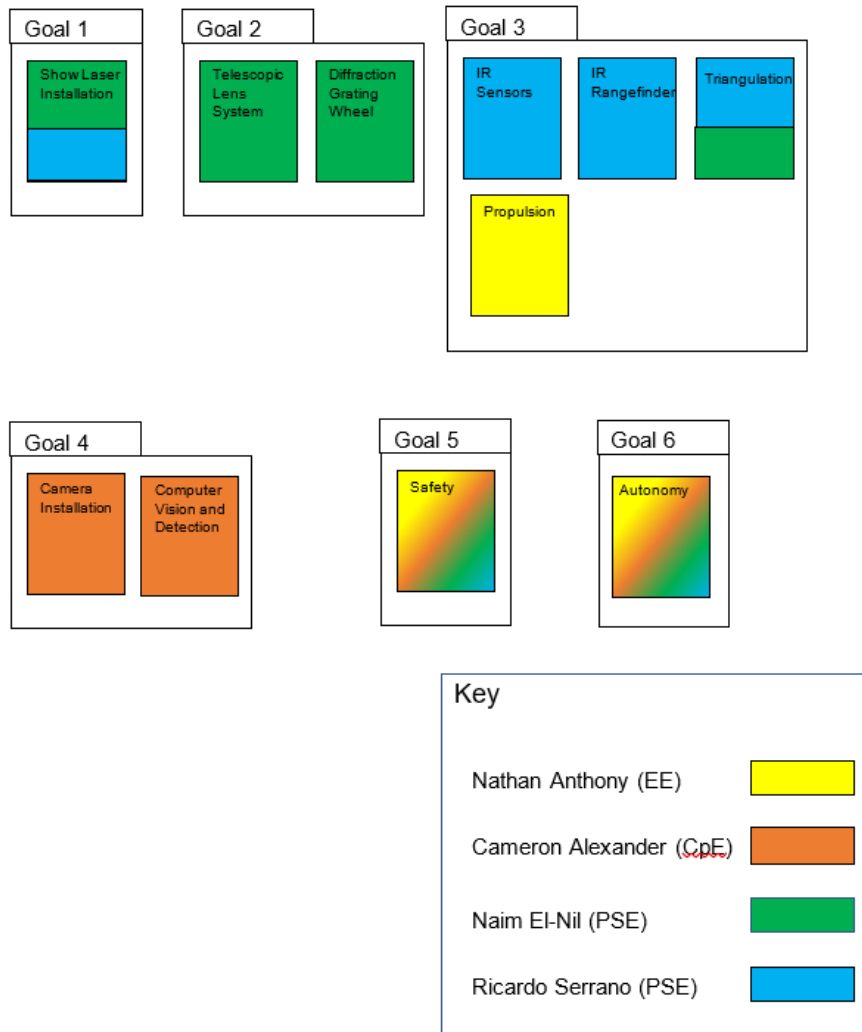 Goal 1
Show Laser
Installation
Goal 2
Telescopic
Lens
System
Diffraction
Grating
Wheel
Goal 3
IR
Sensors
IR
Rangefinder
Triangulation
Propulsion
Goal 4
Camera
Installation
Computer
Vision and
Detection
Goal 5
Safety
Goal 6
Autonomy
Key
Nathan Anthony (EE)
Cameron Alexander (CpE)
Naim El-Nil (PSE)
Ricardo Serrano (PSE)